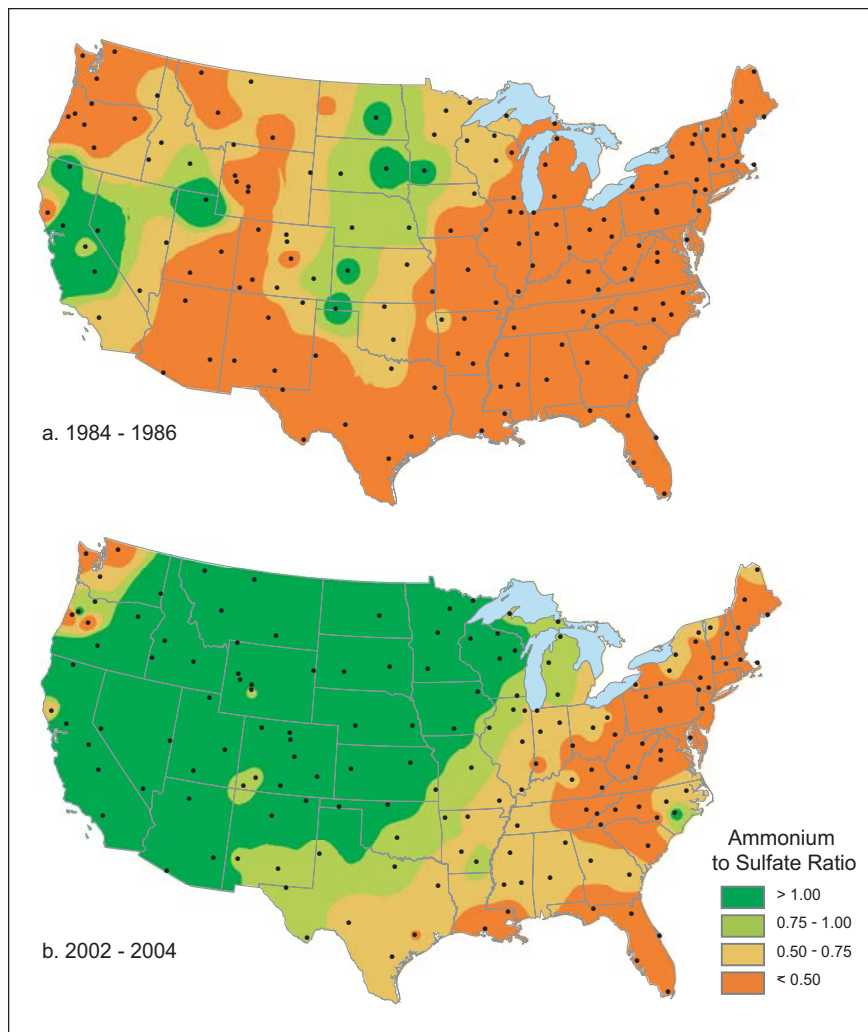 a. 1984 - 1986
b. 2002 - 2004
Ammonium
to Sulfate Ratio
> 1.00
0.75 - 1.00
0.50 - 0.75
< 0.50